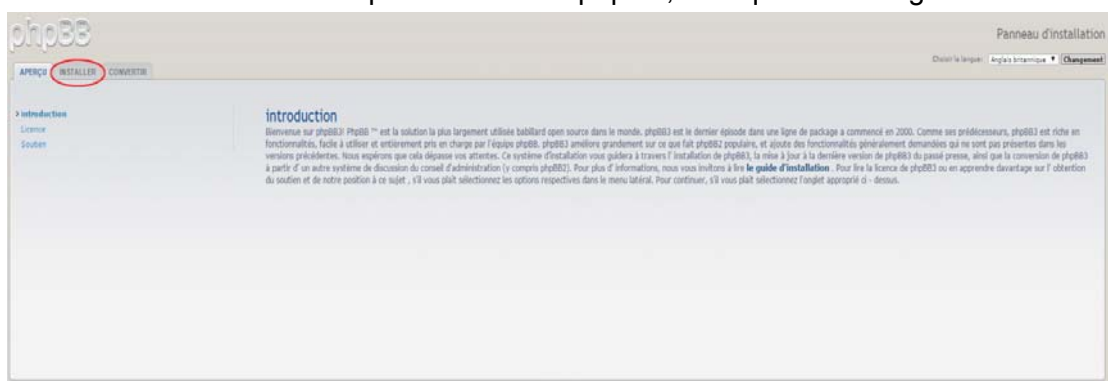 phpBB
Panneau d'installation
Choisir la langue: Anglais britannique Changement
APERÇU INSTALLER CONVERTIR
introduction
Licence
Soutien
introduction
Bienvenue sur phpBB3! PhpBB ™ est la solution la plus largement utilisée babillard open source dans le monde. phpBB3 est le dernier épisode dans une ligne de package a commencé en 2000. Comme ses prédécesseurs, phpBB3 est riche en
fonctionnalités, facile à utiliser et entièrement pris en charge par l'équipe phpBB. phpBB3 améliore grandement sur ce que fait phpBB2 populaire, et ajoute des fonctionnalités généralement demandées qui ne sont pas présentes dans les
versions précédentes. Nous espérons que cela dépasse vos attentes. Ce système d'installation vous guidera à travers l' installation de phpBB3, la mise à jour à la dernière version de phpBB3 du passé presse, ainsi que la conversion de phpBB3
à partir d' un autre système de discussion du conseil d'administration (y compris phpBB2). Pour plus d' informations, nous vous invitons à lire le guide d'installation . Pour lire la licence de phpBB3 ou en apprendre davantage sur l' obtention
du soutien et de notre position à ce sujet , s'il vous plaît sélectionnez les options respectives dans le menu latéral. Pour continuer, s'il vous plaît sélectionnez l'onglet approprié ci - dessus.